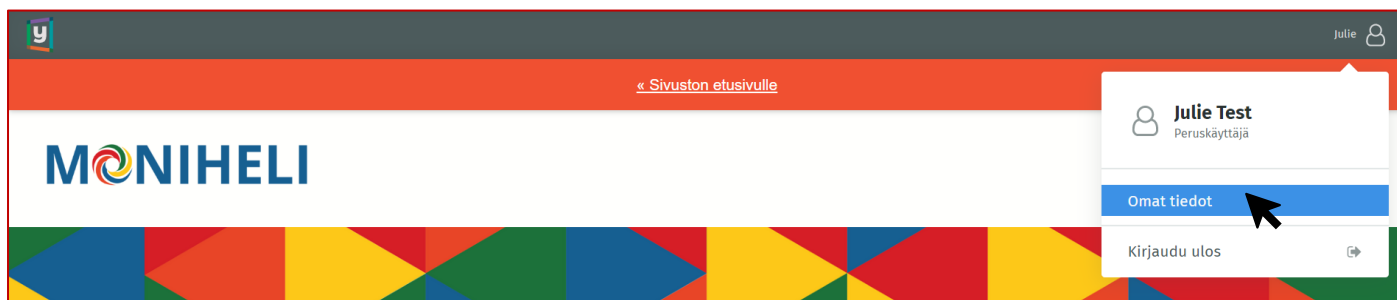 y
Julie
« Sivuston etusivulle
Julie Test
Peruskäyttäjä
MONIHELI
Omat tiedot
Kirjaudu ulos